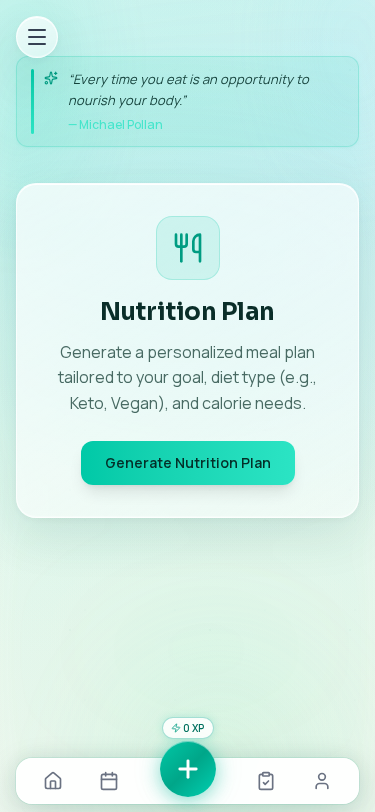 “Every time you eat is an opportunity to
nourish your body.”
— Michael Pollan
Nutrition Plan
Generate a personalized meal plan
tailored to your goal, diet type (e.g.,
Keto, Vegan), and calorie needs.
Generate Nutrition Plan
0 XP